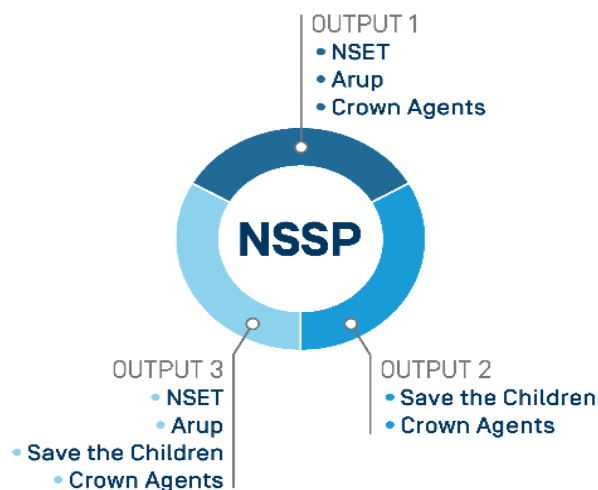 OUTPUT 1
• NSET
• Arup
• Crown Agents
NSSP
OUTPUT 3
• NSET
• Arup
• Save the Children
• Crown Agents
OUTPUT 2
• Save the Children
• Crown Agents